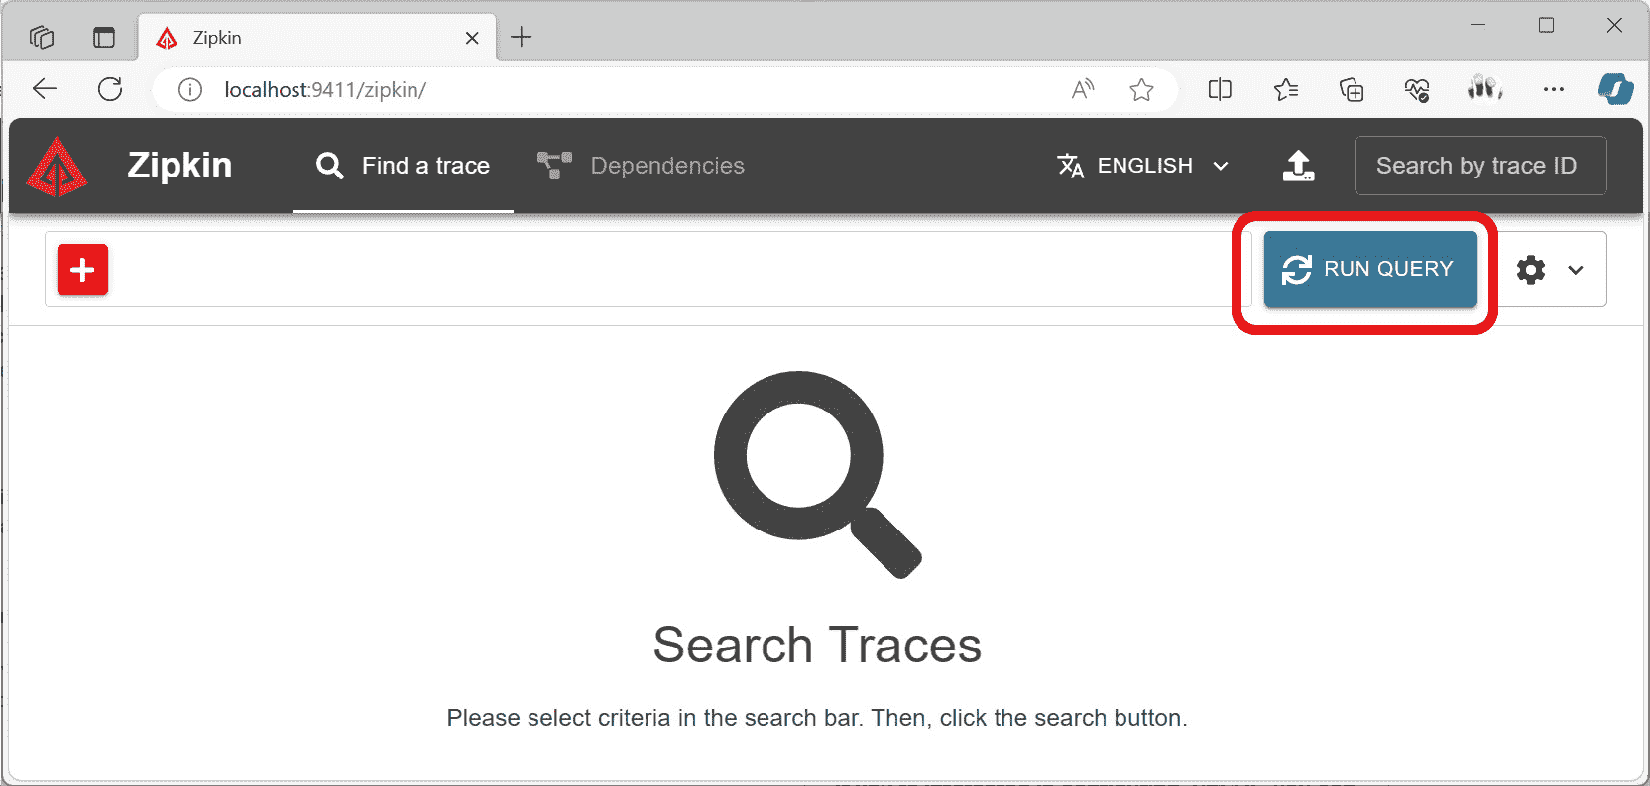 Zipkin
localhost:9411/zipkin/
Zipkin
Find a trace
Dependencies
ENGLISH
Search by trace ID
RUN QUERY
Search Traces
Please select criteria in the search bar. Then, click the search button.